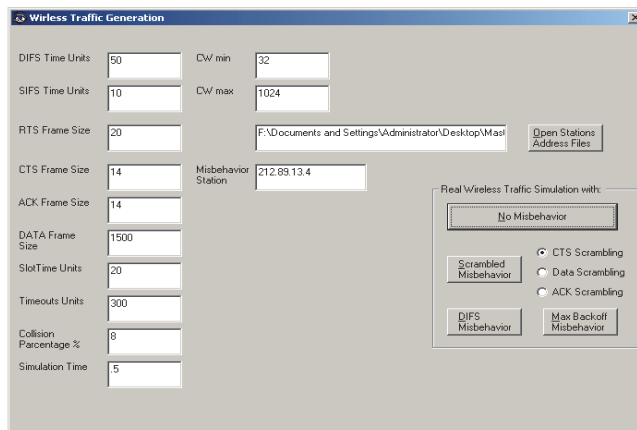 Wirless Traffic Generation
DIFS Time Units 50 CW min 32
SIFS Time Units 10 CW max 1024
RTS Frame Size 20 F:\Documents and Settings\Administrator\Desktop\Mas Open Stations
Address Files
CTS Frame Size 14 Misbehavior
Station 212.89.13.4
ACK Frame Size 14
DATA Frame
Size 1500
SlotTime Units 20
Timeouts Units 300
Collision
Parcentage % 8
Simulation Time .5
Real Wireless Traffic Simulation with:
No Misbehavior
Scrambled
Misbehavior
CTS Scrambling
Data Scrambling
ACK Scrambling
DIFS
Misbehavior
Max Backoff
Misbehavior